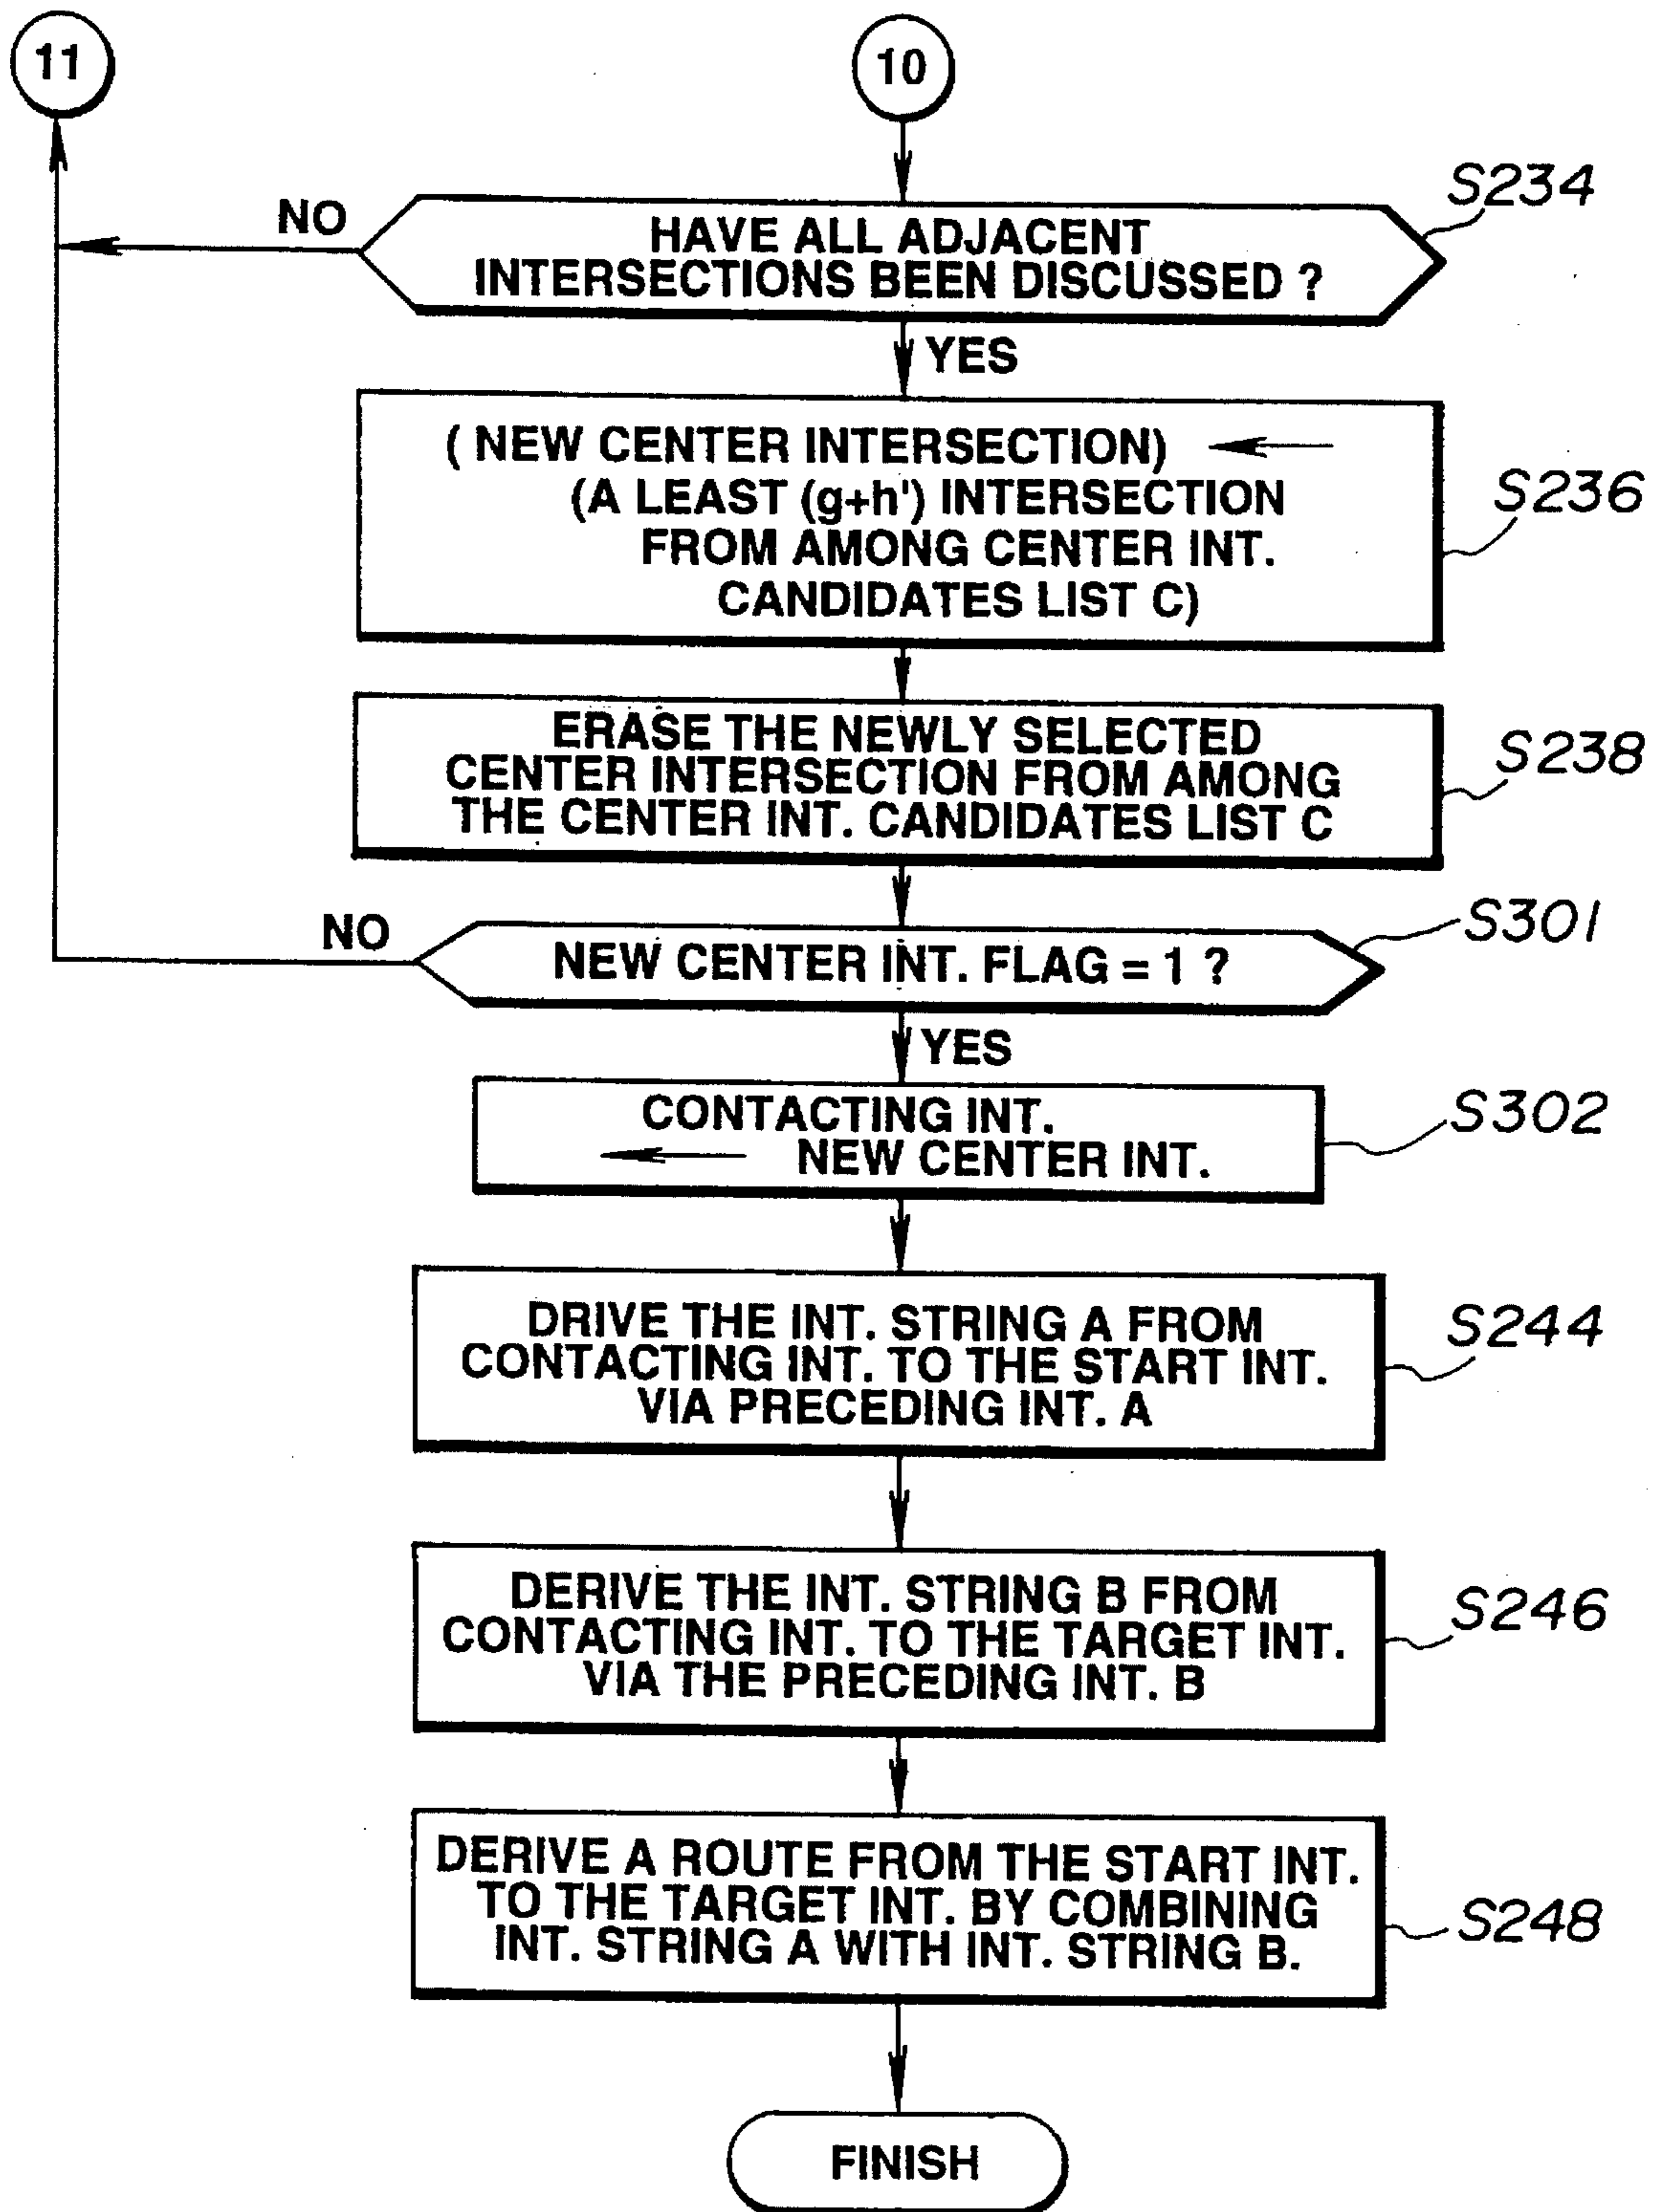 11
10
S234
NO
HAVE ALL ADJACENT
INTERSECTIONS BEEN DISCUSSED ?
YES
( NEW CENTER INTERSECTION) ←
(A LEAST (g+h') INTERSECTION
FROM AMONG CENTER INT.
CANDIDATES LIST C)
S236
ERASE THE NEWLY SELECTED
CENTER INTERSECTION FROM AMONG
THE CENTER INT. CANDIDATES LIST C
S238
NO
NEW CENTER INT. FLAG = 1 ?
S301
YES
CONTACTING INT.
← NEW CENTER INT.
S302
DRIVE THE INT. STRING A FROM
CONTACTING INT. TO THE START INT.
VIA PRECEDING INT. A
S244
DERIVE THE INT. STRING B FROM
CONTACTING INT. TO THE TARGET INT.
VIA THE PRECEDING INT. B
S246
DERIVE A ROUTE FROM THE START INT.
TO THE TARGET INT. BY COMBINING
INT. STRING A WITH INT. STRING B.
S248
FINISH